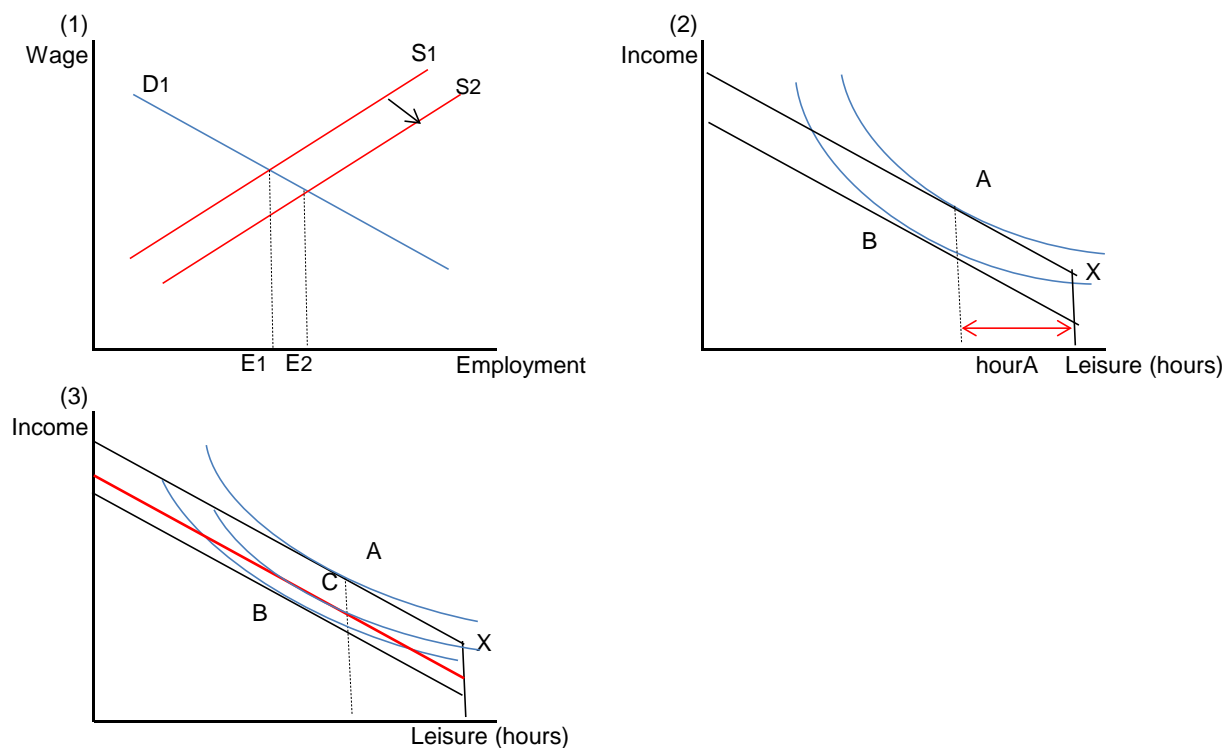 (1)
Wage
S1
D1
S2
E1 E2
Employment
(2)
Income
A
B
X
hourA
Leisure (hours)
(3)
Income
A
C
B
X
Leisure (hours)